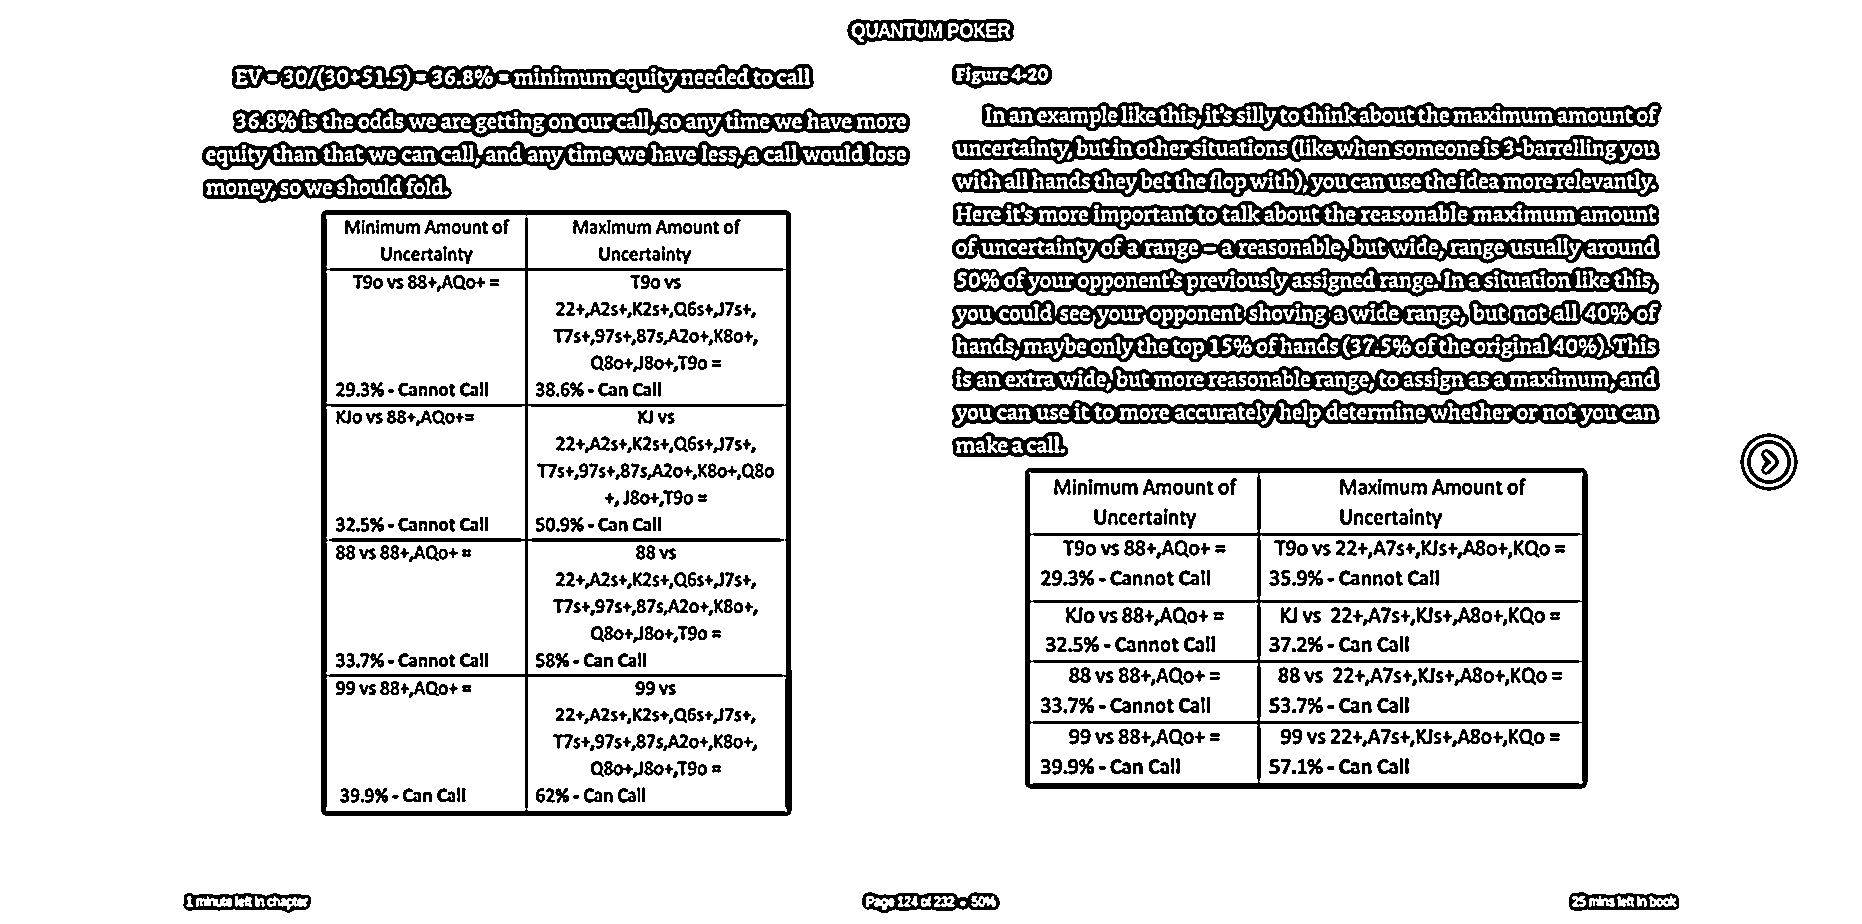 QUANTUM POKER
EV = 30/(30+51.5) = 36.8% = minimum equity needed to call
36.8% is the odds we are getting on our call, so any time we have more
equity than that we can call, and any time we have less, a call would lose
money, so we should fold.
Minimum Amount of
Uncertainty
Maximum Amount of
Uncertainty
T9o vs 88+,AQo+ =
29.3% - Cannot Call
T9o vs
22+,A2s+,K2s+,Q6s+,J7s+,
T7s+,97s+,87s,A2o+,K8o+,
Q8o+,J8o+,T9o =
38.6% - Can Call
KJo vs 88+,AQo+=
32.5% - Cannot Call
KJ vs
22+,A2s+,K2s+,Q6s+,J7s+,
T7s+,97s+,87s,A2o+,K8o+,Q8o
+, J8o+,T9o =
50.9% - Can Call
88 vs 88+,AQo+ =
33.7% - Cannot Call
88 vs
22+,A2s+,K2s+,Q6s+,J7s+,
T7s+,97s+,87s,A2o+,K8o+,
Q8o+,J8o+,T9o =
58% - Can Call
99 vs 88+,AQo+ =
39.9% - Can Call
99 vs
22+,A2s+,K2s+,Q6s+,J7s+,
T7s+,97s+,87s,A2o+,K8o+,
Q8o+,J8o+,T9o =
62% - Can Call
Figure 4-20
In an example like this, it's silly to think about the maximum amount of
uncertainty, but in other situations (like when someone is 3-barrelling you
with all hands they bet the flop with), you can use the idea more relevantly.
Here it's more important to talk about the reasonable maximum amount
of uncertainty of a range – a reasonable, but wide, range usually around
50% of your opponent's previously assigned range. In a situation like this,
you could see your opponent shoving a wide range, but not all 40% of
hands, maybe only the top 15% of hands (37.5% of the original 40%). This
is an extra wide, but more reasonable range, to assign as a maximum, and
you can use it to more accurately help determine whether or not you can
make a call.
Minimum Amount of
Uncertainty
Maximum Amount of
Uncertainty
T9o vs 88+,AQo+ =
29.3% - Cannot Call
T9o vs 22+,A7s+,KJs+,A8o+,KQo =
35.9% - Cannot Call
KJo vs 88+,AQo+ =
32.5% - Cannot Call
KJ vs 22+,A7s+,KJs+,A8o+,KQo =
37.2% - Can Call
88 vs 88+,AQo+ =
33.7% - Cannot Call
88 vs 22+,A7s+,KJs+,A8o+,KQo =
53.7% - Can Call
99 vs 88+,AQo+ =
39.9% - Can Call
99 vs 22+,A7s+,KJs+,A8o+,KQo =
57.1% - Can Call
1 minute left in chapter
Page 124 of 232 • 50%
25 mins left in book